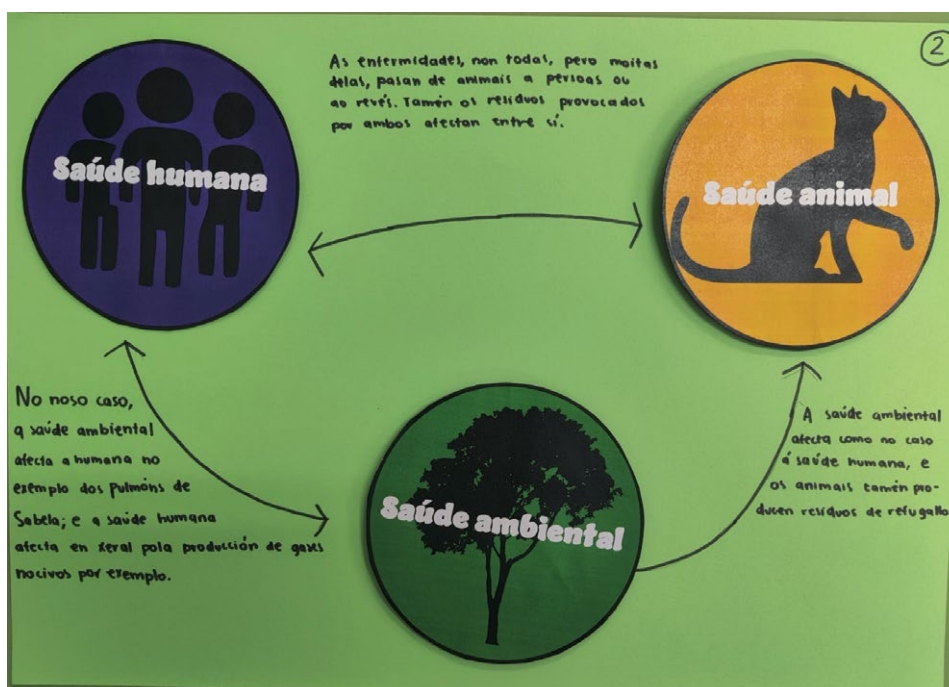 2
As enfermidades, non todas, pero moitas
delas, pasan de animais a persoas ou
ao revés. Tamén os resíduos provocados
por ambos afectan entre sí.
Saúde humana
Saúde animal
No noso caso,
a saúde ambiental
afecta a humana no
exemplo dos pulmóns de
Sabela; e a saúde humana
afecta en xeral pola producción de gases
nocivos por exemplo.
Saúde ambiental
A saúde ambiental
afecta como no caso
á saúde humana, e
os animais tamén pro-
ducen resíduos de refugallo